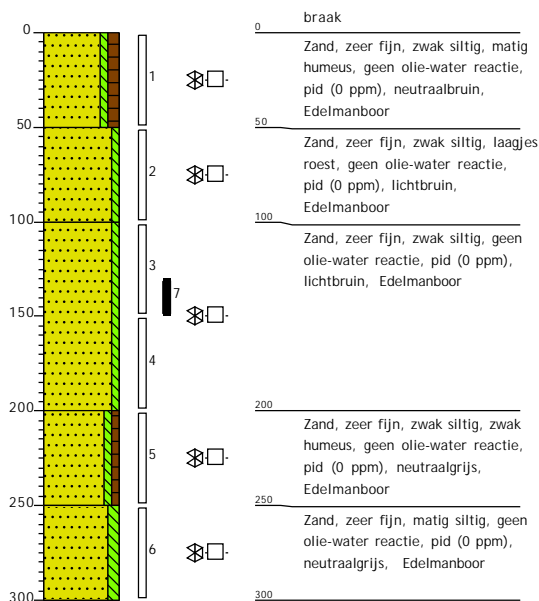 braak
0
0
Zand, zeer fijn, zwak siltig, matig
humeus, geen olie-water reactie,
pid (0 ppm), neutraalbruin,
Edelmanboor
1
50
50
Zand, zeer fijn, zwak siltig, laagjes
roest, geen olie-water reactie,
pid (0 ppm), lichtbruin,
Edelmanboor
2
100
100
Zand, zeer fijn, zwak siltig, geen
olie-water reactie, pid (0 ppm),
lichtbruin, Edelmanboor
3
7
150
4
200
200
Zand, zeer fijn, zwak siltig, zwak
humeus, geen olie-water reactie,
pid (0 ppm), neutraalgrijs,
Edelmanboor
5
250
250
Zand, zeer fijn, matig siltig, geen
olie-water reactie, pid (0 ppm),
neutraalgrijs, Edelmanboor
6
300
300